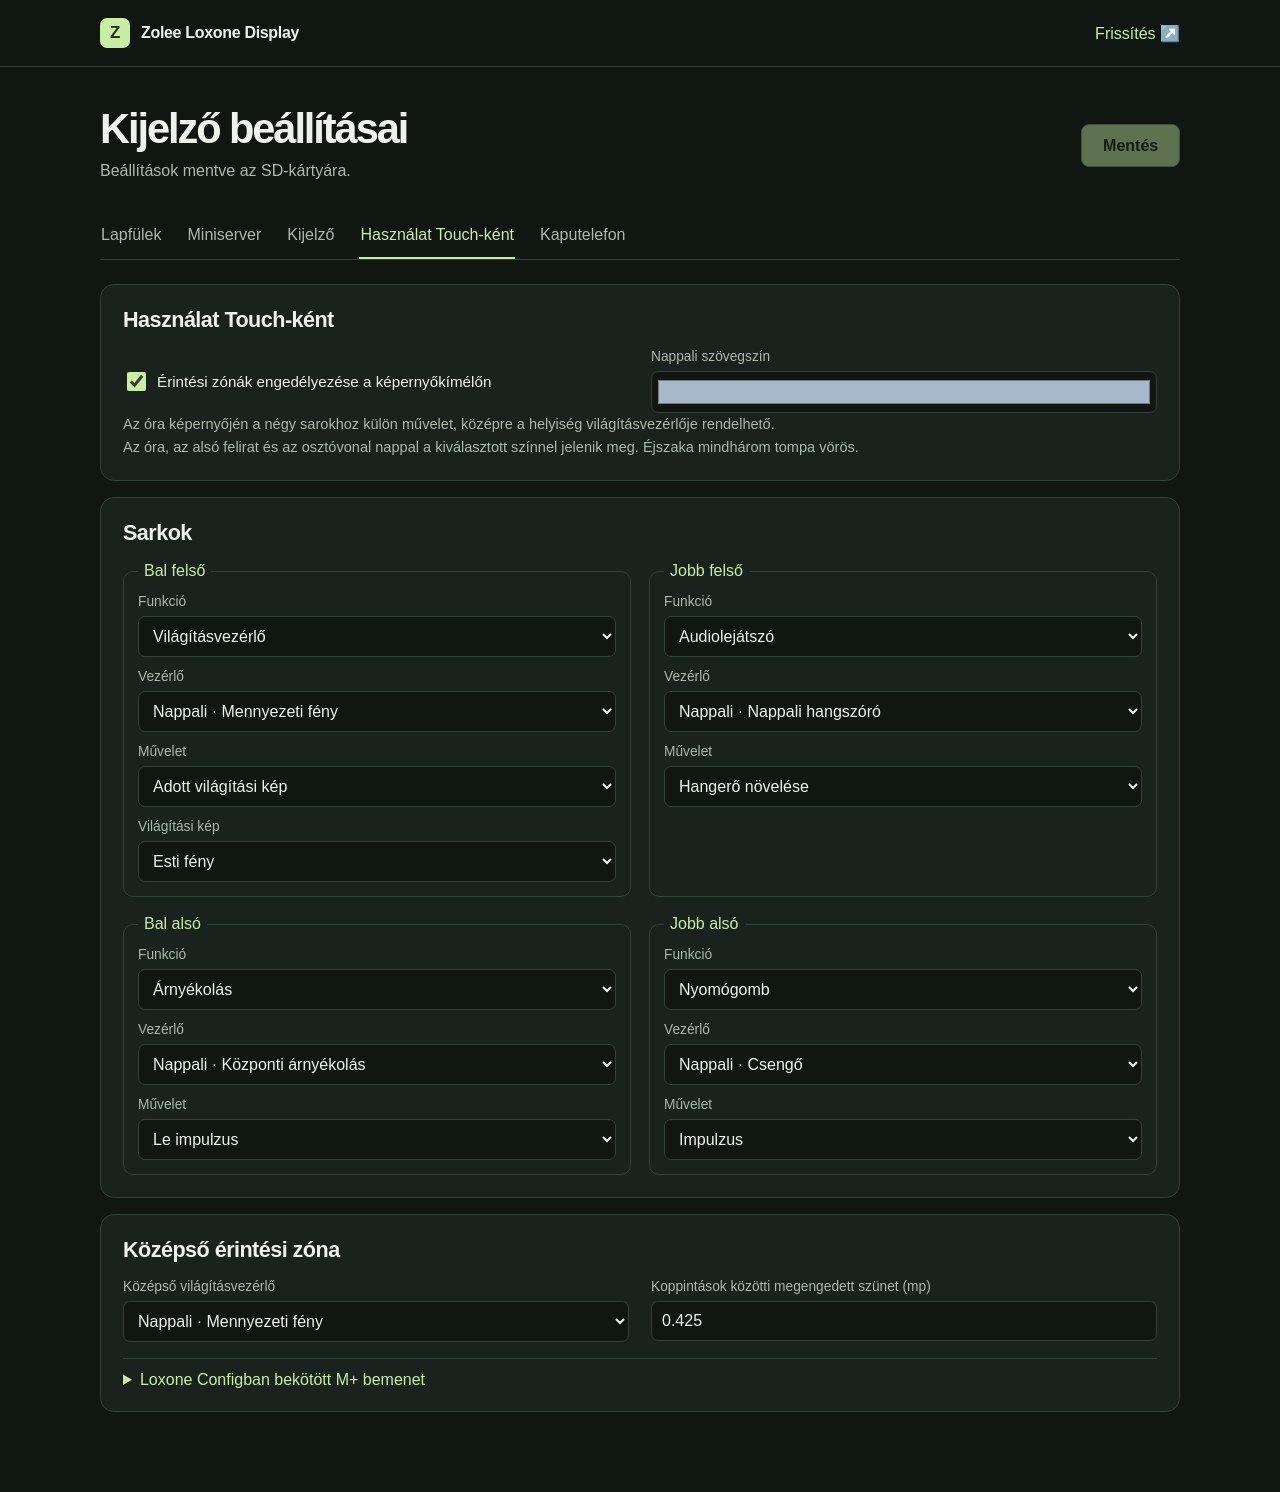 Z Zolee Loxone Display
Frissítés ↗
Kijelző beállításai
Beállítások mentve az SD-kártyára.
Mentés
Lapfülek Miniserver Kijelző Használat Touch-ként Kaputelefon
Használat Touch-ként
Érintési zónák engedélyezése a képernyőkímélőn
Nappali szövegszín
Az óra képernyőjén a négy sarokhoz külön művelet, középre a helyiség világításvezérlője rendelhető.
Az óra, az alsó felirat és az osztóvonal nappal a kiválasztott színnel jelenik meg. Éjszaka mindhárom tompa vörös.
Sarkok
Bal felső
Funkció
Világításvezérlő
Vezérlő
Nappali · Mennyezeti fény
Művelet
Adott világítási kép
Világítási kép
Esti fény
Jobb felső
Funkció
Audiolejátszó
Vezérlő
Nappali · Nappali hangszóró
Művelet
Hangerő növelése
Bal alsó
Funkció
Árnyékolás
Vezérlő
Nappali · Központi árnyékolás
Művelet
Le impulzus
Jobb alsó
Funkció
Nyomógomb
Vezérlő
Nappali · Csengő
Művelet
Impulzus
Középső érintési zóna
Középső világításvezérlő
Nappali · Mennyezeti fény
Koppintások közötti megengedett szünet (mp)
0.425
Loxone Configban bekötött M+ bemenet